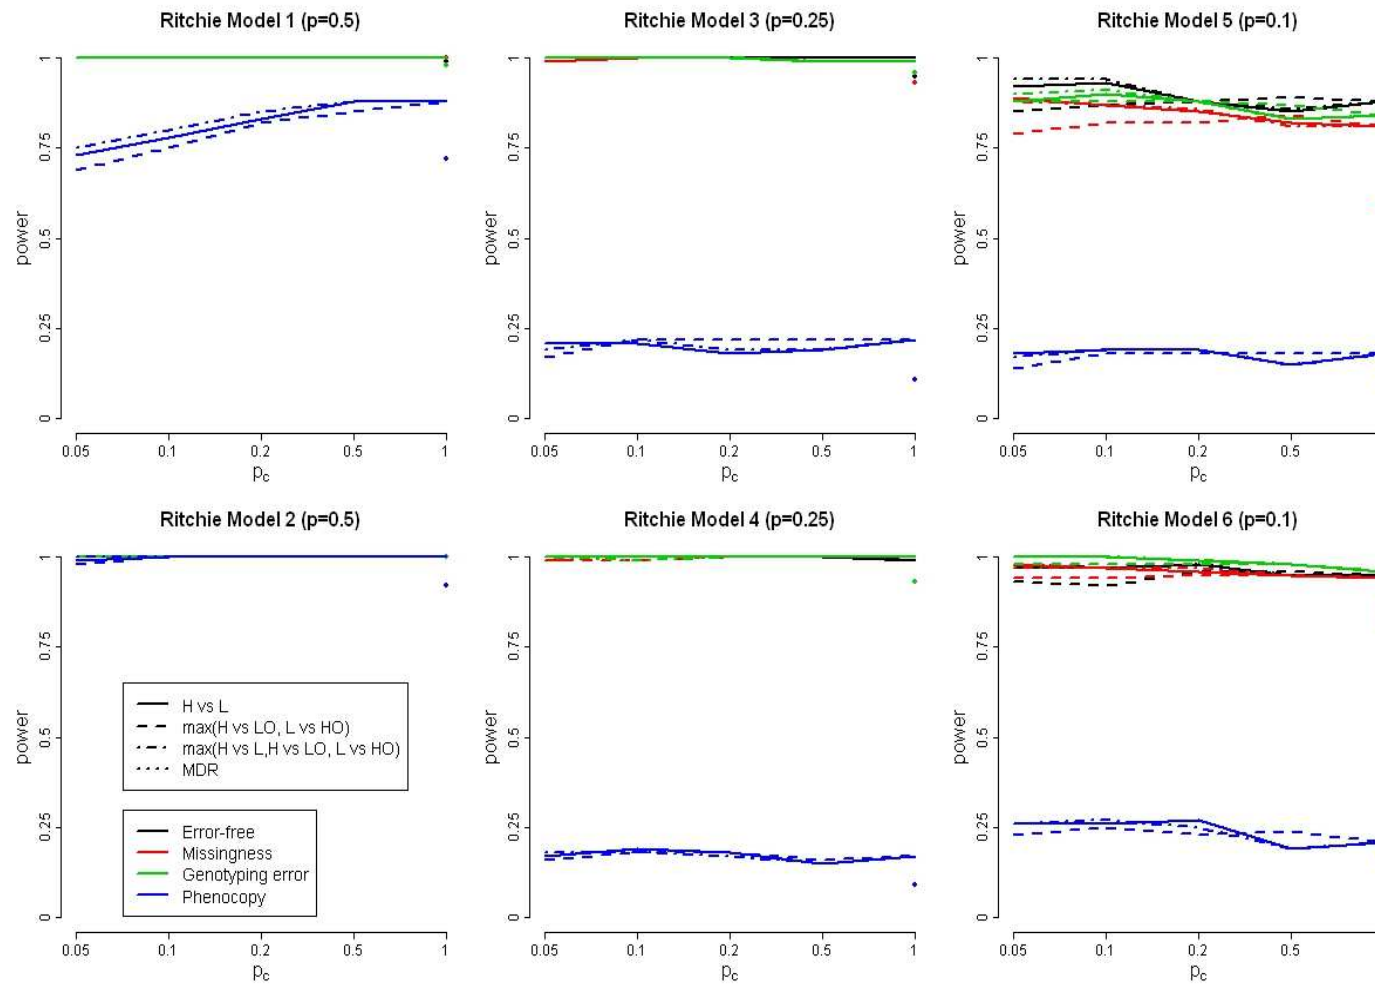 Ritchie Model 1 (p=0.5)
power
0
0.25
0.5
0.75
1
0.05
0.1
0.2
0.5
1
pc
Ritchie Model 3 (p=0.25)
power
0
0.25
0.5
0.75
1
0.05
0.1
0.2
0.5
1
pc
Ritchie Model 5 (p=0.1)
power
0
0.25
0.5
0.75
1
0.05
0.1
0.2
0.5
pc
Ritchie Model 2 (p=0.5)
power
0
0.25
0.5
0.75
1
H vs L
max(H vs LO, L vs HO)
max(H vs L,H vs LO, L vs HO)
MDR
Error-free
Missingness
Genotyping error
Phenocopy
0.05
0.1
0.2
0.5
1
pc
Ritchie Model 4 (p=0.25)
power
0
0.25
0.5
0.75
1
0.05
0.1
0.2
0.5
1
pc
Ritchie Model 6 (p=0.1)
power
0
0.25
0.5
0.75
1
0.05
0.1
0.2
0.5
pc